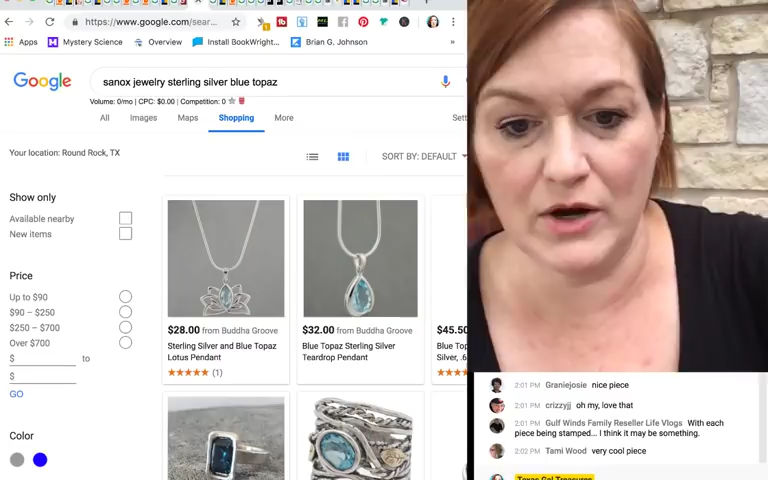 https://www.google.com/sear...
Apps
Mystery Science
Overview
Install BookWright...
Brian G. Johnson
»
Google
sanox jewelry sterling silver blue topaz
Volume: 0/mo | CPC: $0.00 | Competition: 0
All Images Maps Shopping More Sett
Your location: Round Rock, TX
SORT BY: DEFAULT
Show only
Available nearby
New items
Price
Up to $90
$90 – $250
$250 – $700
Over $700
$ to
$
GO
Color
$28.00 from Buddha Groove
Sterling Silver and Blue Topaz
Lotus Pendant
(1)
$32.00 from Buddha Groove
Blue Topaz Sterling Silver
Teardrop Pendant
$45.50
Blue Top
Silver, .6
2:01 PM Graniejosie nice piece
2:01 PM crizzyjj oh my, love that
2:01 PM Gulf Winds Family Reseller Life Vlogs With each
piece being stamped... I think it may be something.
2:02 PM Tami Wood very cool piece
Texas Gal Treasures